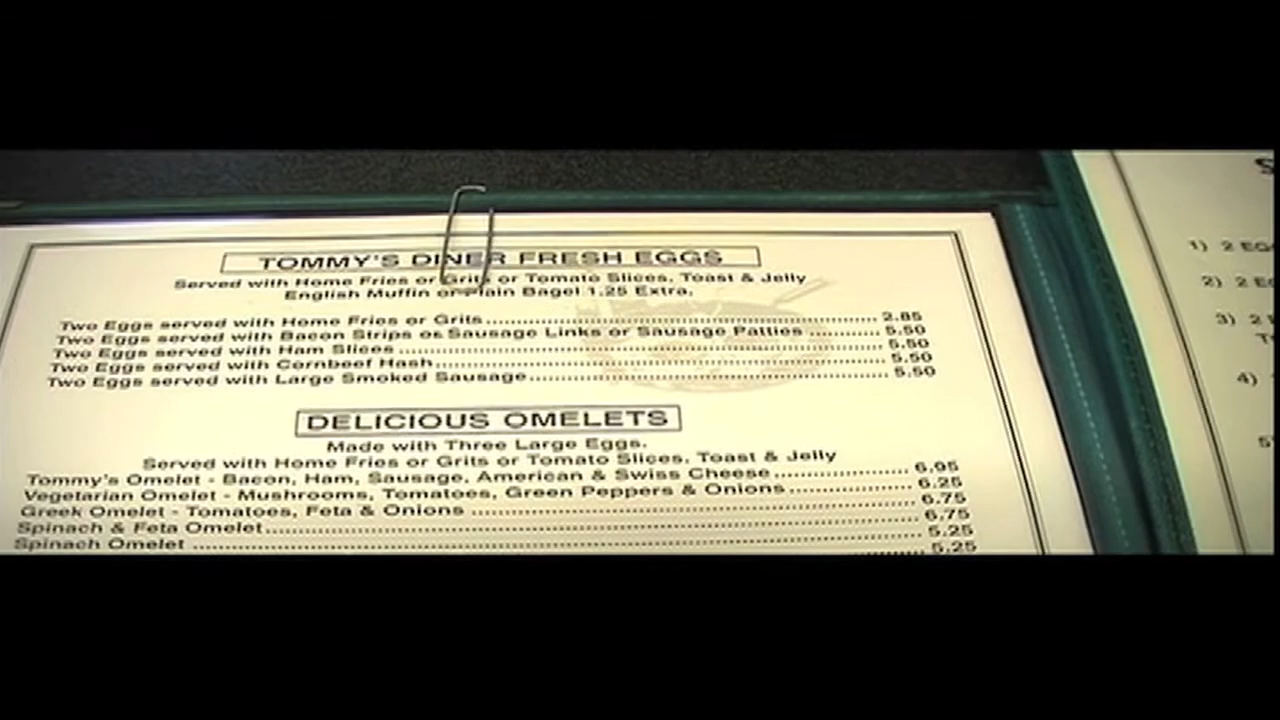 TOMMY'S DINER FRESH EGGS
Served with Home Fries or Grits or Tomato Slices, Toast & Jelly
English Muffin or Plain Bagel 1.25 Extra.
Two Eggs served with Home Fries or Grits 2.85
Two Eggs served with Bacon Strips or Sausage Links or Sausage Patties 5.50
Two Eggs served with Ham Slices 5.50
Two Eggs served with Cornbeef Hash 5.50
Two Eggs served with Large Smoked Sausage 5.50
DELICIOUS OMELETS
Made with Three Large Eggs.
Served with Home Fries or Grits or Tomato Slices, Toast & Jelly
Tommy's Omelet - Bacon, Ham, Sausage, American & Swiss Cheese 6.95
Vegetarian Omelet - Mushrooms, Tomatoes, Green Peppers & Onions 6.25
Greek Omelet - Tomatoes, Feta & Onions 6.75
Spinach & Feta Omelet 6.75
Spinach Omelet 5.25
5.25
1) 2
2) 2
3) 2
4)